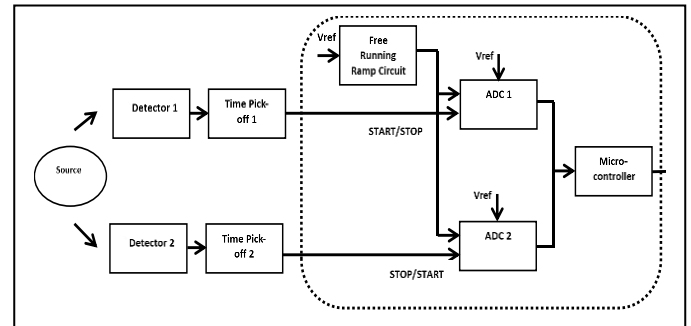 Vref
Free
Running
Ramp Circuit
Vref
ADC 1
Detector 1
Time Pick-
off 1
START/STOP
Source
Micro-
controller
Vref
Detector 2
Time Pick-
off 2
ADC 2
STOP/START